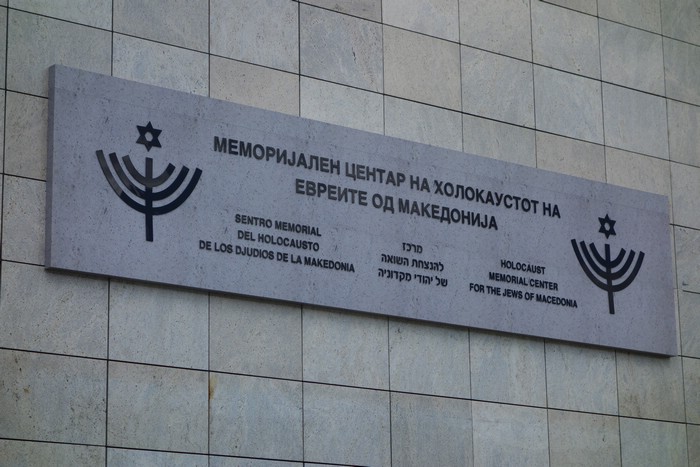 МЕМОРИЈАЛЕН ЦЕНТАР НА ХОЛОКАУСТОТ НА
ЕВРЕИТЕ ОД МАКЕДОНИЈА
SENTRO MEMORIAL
DEL HOLOCAUSTO
DE LOS DJUDIOS DE LA MAKEDONIA
מרכז
להנצחת השואה
של יהודי מקדוניה
HOLOCAUST
MEMORIAL CENTER
FOR THE JEWS OF MACEDONIA